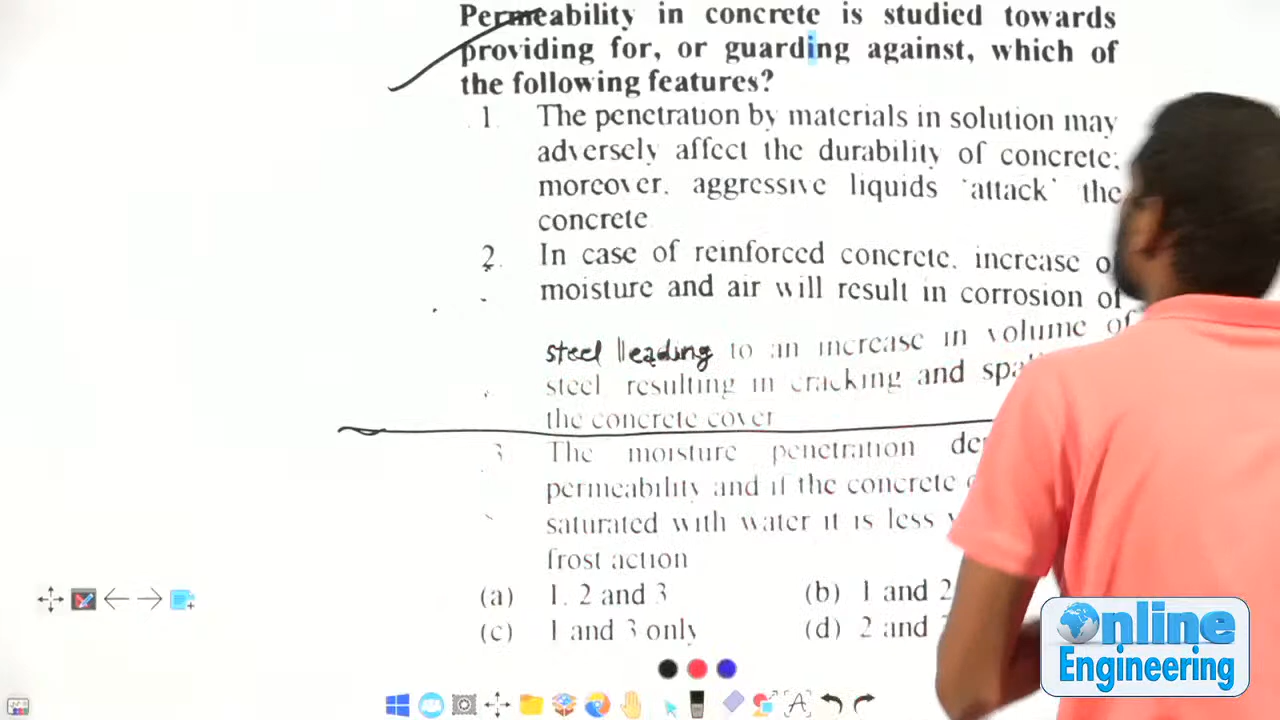 Permeability in concrete is studied towards
providing for, or guarding against, which of
the following features?
1. The penetration by materials in solution may
adversely affect the durability of concrete;
moreover, aggressive liquids 'attack' the
concrete
2. In case of reinforced concrete, increase
moisture and air will result in corrosion of
steel leading to an increase in volume of
steel, resulting in cracking and
the concrete cover
3 The moisture penetration
permeability and if the concrete
saturated with water it is less
frost action
(a) 1, 2 and 3 (b) 1 and 2
(c) 1 and 3 only (d) 2 and
Online
Engineering